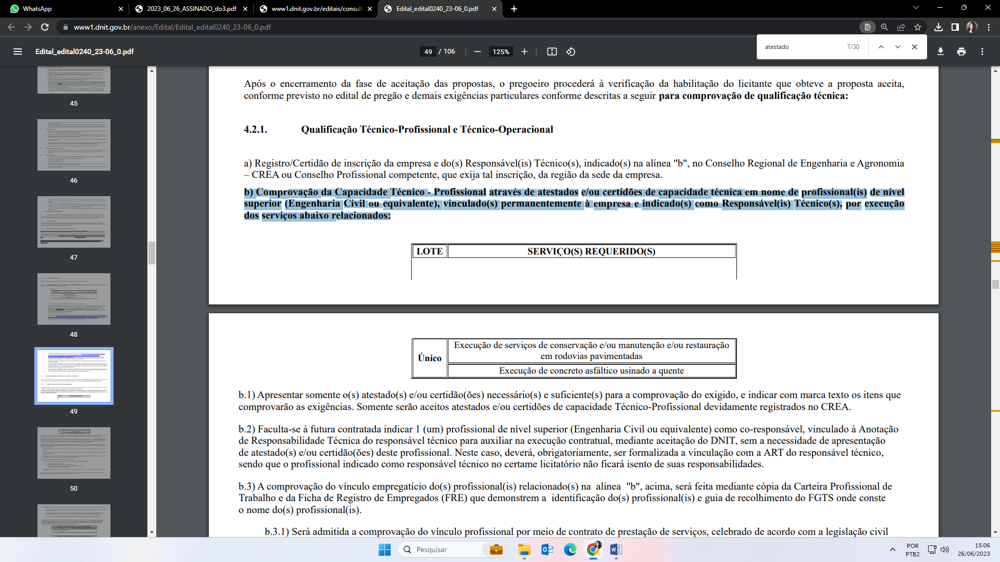 WhatsApp
2023_06_26_ASSINADO_do3.pdf
www1.dnit.gov.br/editais/consul
Edital_edital0240_23-06_0.pdf
www1.dnit.gov.br/anexo/Edital/Edital_edital0240_23-06_0.pdf
Edital_edital0240_23-06_0.pdf
49 / 106
125%
atestado
7/30
45
46
47
48
49
50
Após o encerramento da fase de aceitação das propostas, o pregoeiro procederá à verificação da habilitação do licitante que obteve a proposta aceita,
conforme previsto no edital de pregão e demais exigências particulares conforme descritas a seguir para comprovação de qualificação técnica:
4.2.1. Qualificação Técnico-Profissional e Técnico-Operacional
a) Registro/Certidão de inscrição da empresa e do(s) Responsável(is) Técnico(s), indicado(s) na alínea "b", no Conselho Regional de Engenharia e Agronomia
– CREA ou Conselho Profissional competente, que exija tal inscrição, da região da sede da empresa.
b) Comprovação da Capacidade Técnico - Profissional através de atestados e/ou certidões de capacidade técnica em nome de profissional(is) de nível
superior (Engenharia Civil ou equivalente), vinculado(s) permanentemente à empresa e indicado(s) como Responsável(is) Técnico(s), por execução
dos serviços abaixo relacionados:
LOTE SERVIÇO(S) REQUERIDO(S)
Único
Execução de serviços de conservação e/ou manutenção e/ou restauração
em rodovias pavimentadas
Execução de concreto asfáltico usinado a quente
b.1) Apresentar somente o(s) atestado(s) e/ou certidão(ões) necessário(s) e suficiente(s) para a comprovação do exigido, e indicar com marca texto os itens que
comprovarão as exigências. Somente serão aceitos atestados e/ou certidões de capacidade Técnico-Profissional devidamente registrados no CREA.
b.2) Faculta-se à futura contratada indicar 1 (um) profissional de nível superior (Engenharia Civil ou equivalente) como co-responsável, vinculado à Anotação
de Responsabilidade Técnica do responsável técnico para auxiliar na execução contratual, mediante aceitação do DNIT, sem a necessidade de apresentação
de atestado(s) e/ou certidão(ões) deste profissional. Neste caso, deverá, obrigatoriamente, ser formalizada a vinculação com a ART do responsável técnico,
sendo que o profissional indicado como responsável técnico no certame licitatório não ficará isento de suas responsabilidades.
b.3) A comprovação do vínculo empregatício do(s) profissional(is) relacionado(s) na alínea "b", acima, será feita mediante cópia da Carteira Profissional de
Trabalho e da Ficha de Registro de Empregados (FRE) que demonstrem a identificação do(s) profissional(is) e guia de recolhimento do FGTS onde conste
o nome do(s) profissional(is).
b.3.1) Será admitida a comprovação do vínculo profissional por meio de contrato de prestação de serviços, celebrado de acordo com a legislação civil
Pesquisar
POR
PTB2
15:06
26/06/2023